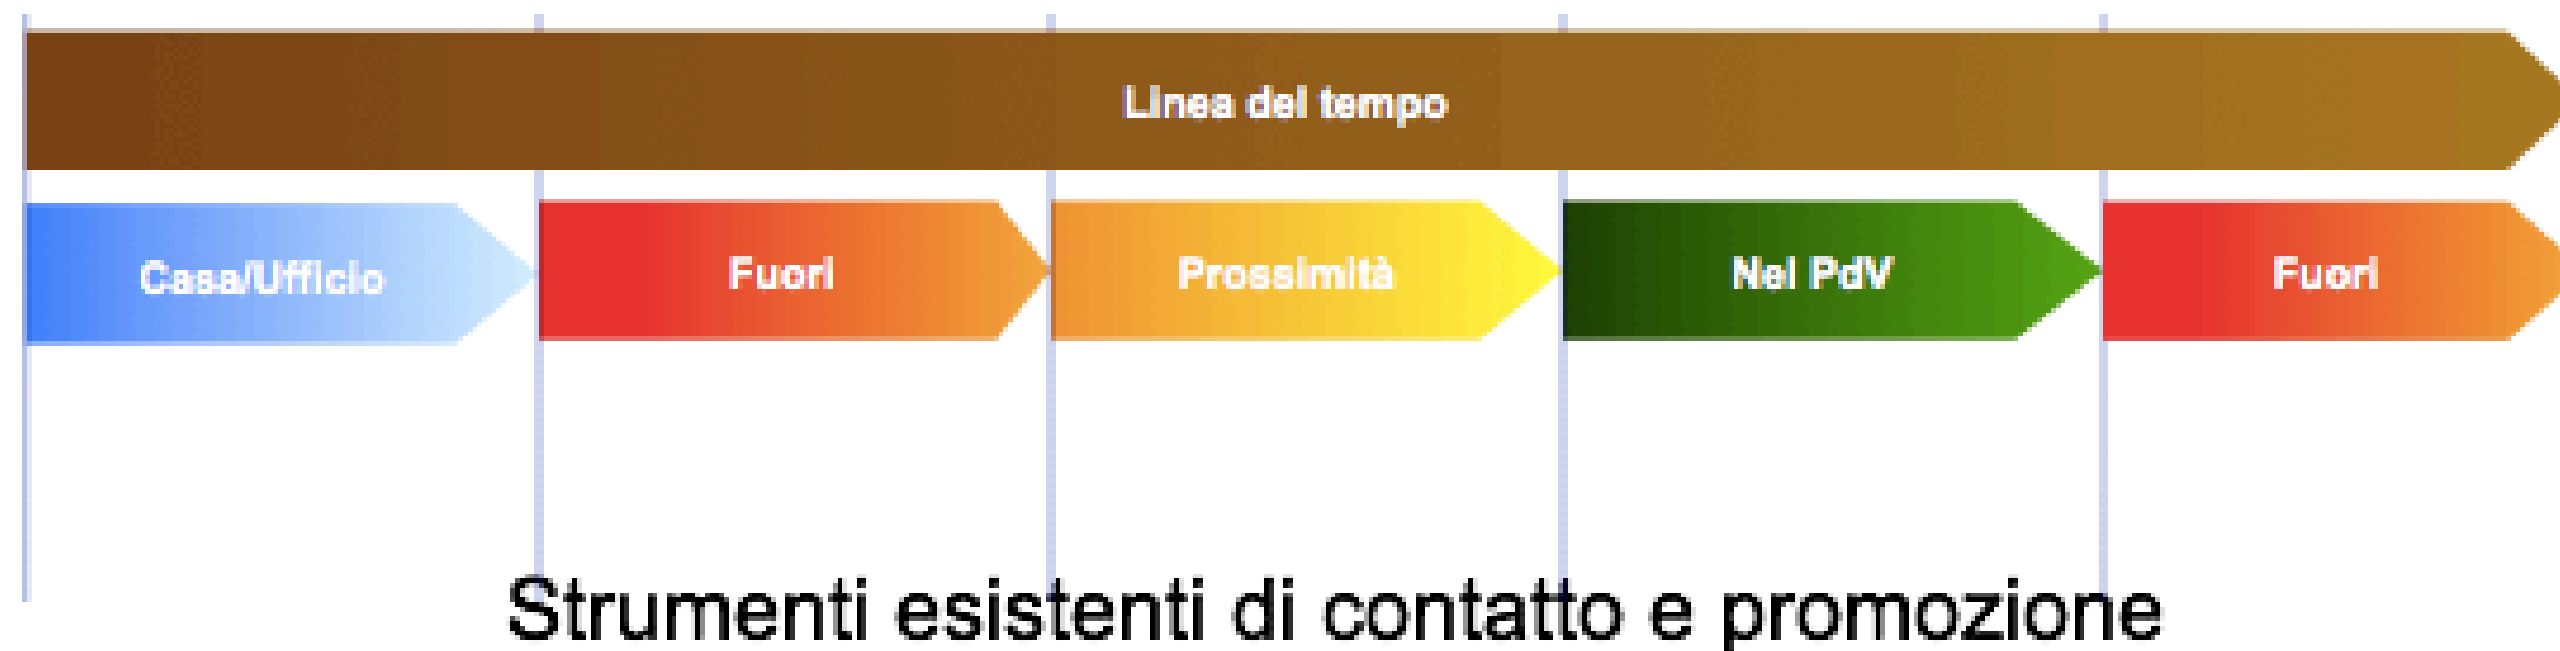 Linea del tempo
Casa/Ufficio
Fuori
Prossimità
Nel PdV
Fuori
Strumenti esistenti di contatto e promozione